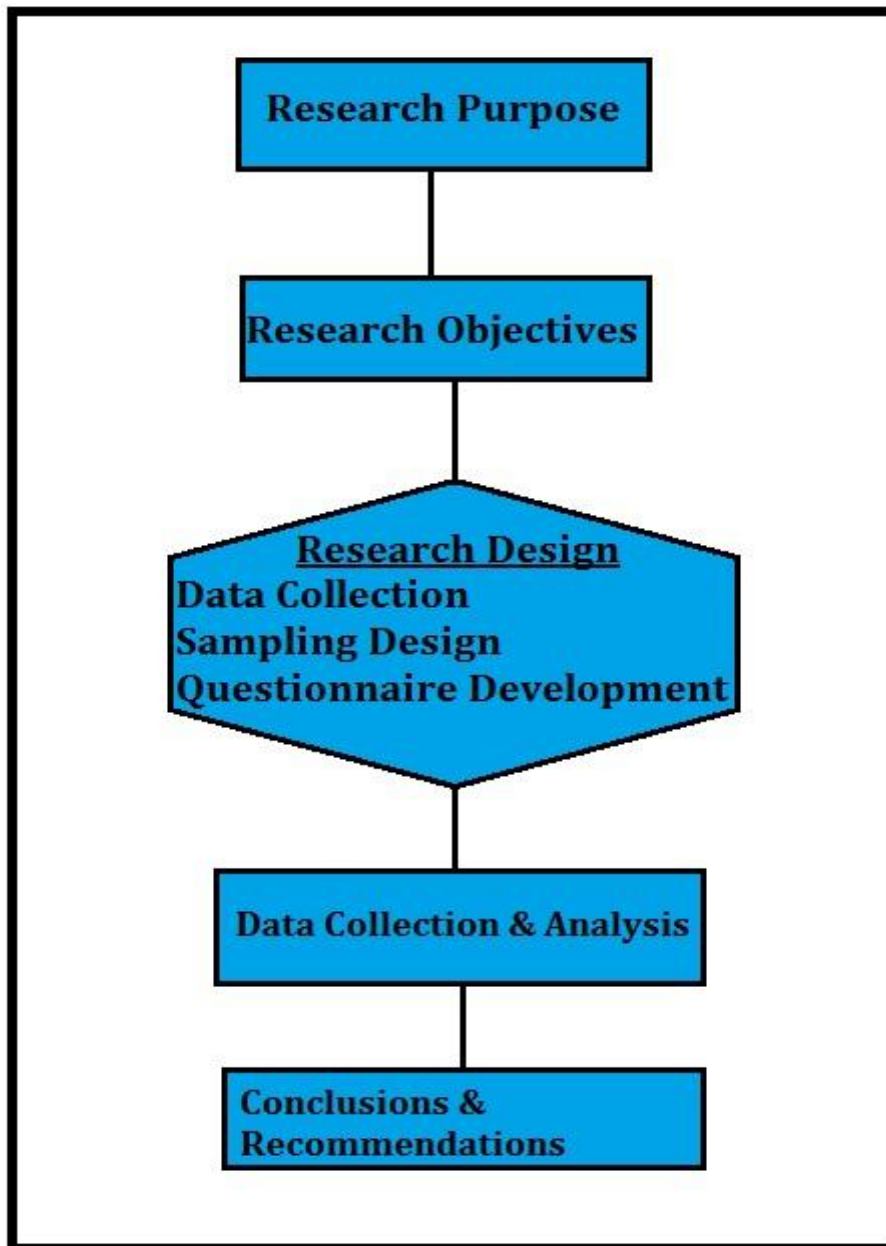 Research Purpose
Research Objectives
Research Design
Data Collection
Sampling Design
Questionnaire Development
Data Collection & Analysis
Conclusions &
Recommendations